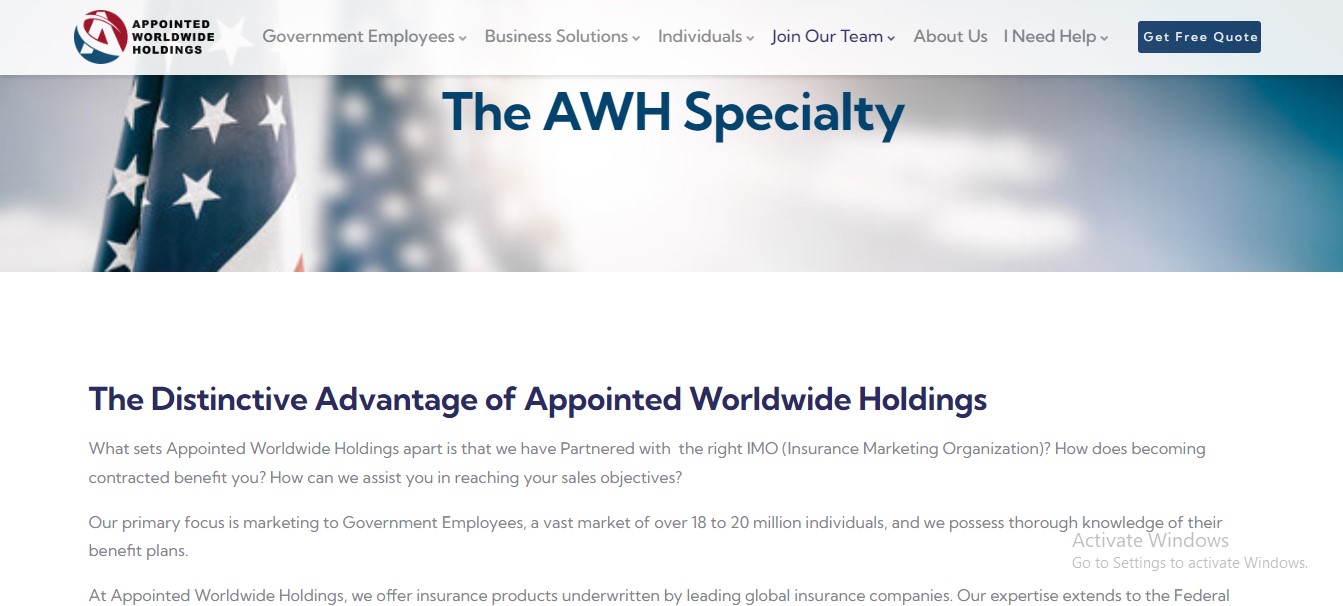 APPOINTED
WORLDWIDE
HOLDINGS
Government Employees Business Solutions Individuals Join Our Team About Us I Need Help Get Free Quote
The AWH Specialty
The Distinctive Advantage of Appointed Worldwide Holdings
What sets Appointed Worldwide Holdings apart is that we have Partnered with the right IMO (Insurance Marketing Organization)? How does becoming
contracted benefit you? How can we assist you in reaching your sales objectives?
Our primary focus is marketing to Government Employees, a vast market of over 18 to 20 million individuals, and we possess thorough knowledge of their
benefit plans.
Activate Windows
Go to Settings to activate Windows.
At Appointed Worldwide Holdings, we offer insurance products underwritten by leading global insurance companies. Our expertise extends to the Federal